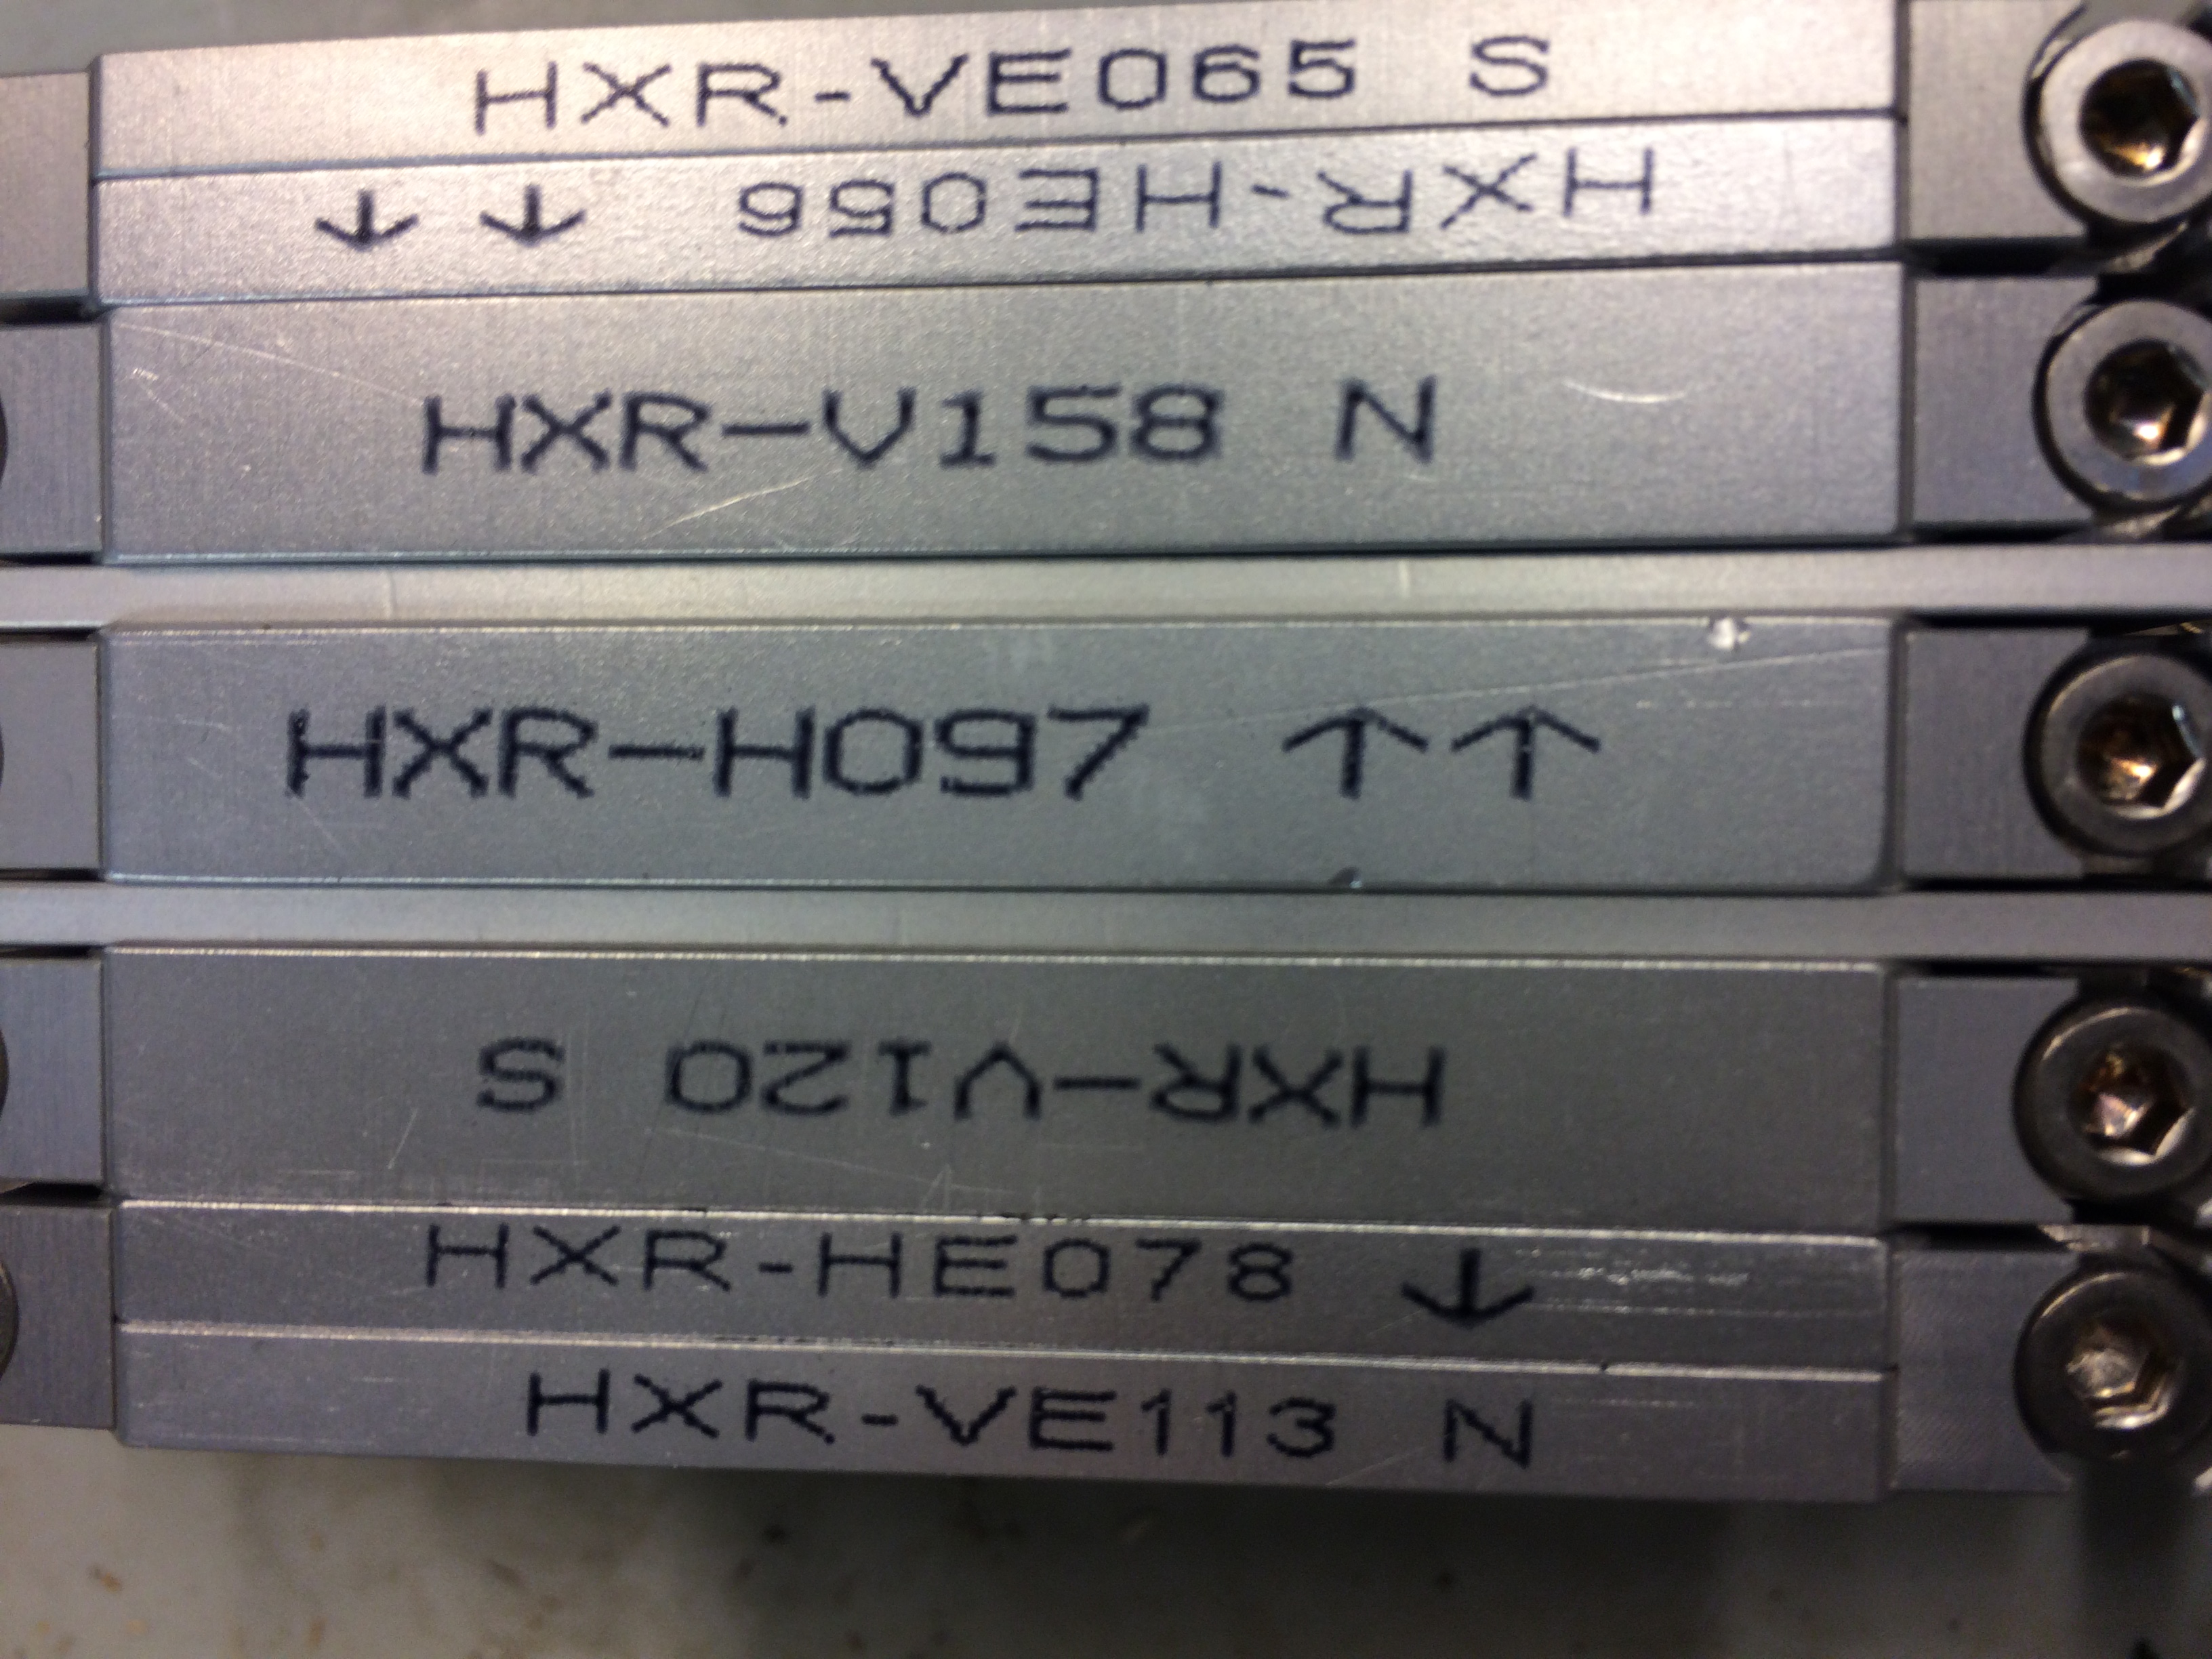 HXR-VE065 S
HXR-HE056 ↑ ↑
HXR-V158 N
HXR-H097 ↑↑
HXR-V120 S
HXR-HE078 ↓
HXR-VE113 N